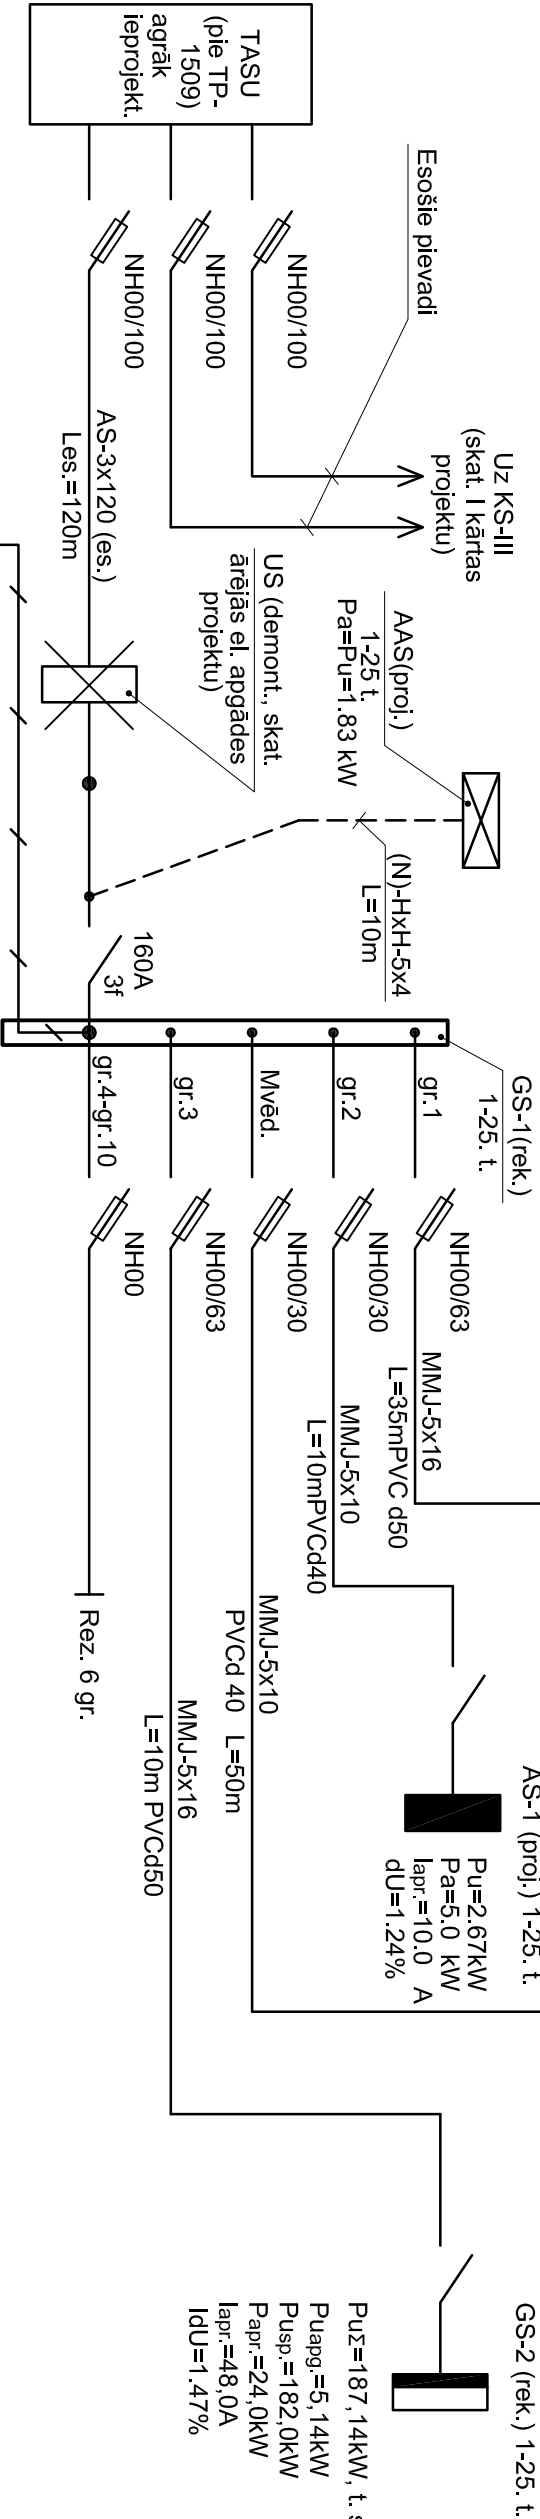 TASU
(pie TP-
1509)
agrāk
ieprojekt.
NH00/100
NH00/100
NH00/100
Esošie pievadi
Uz KS-III
(skat. I kārtas
projektu)
AS-3x120 (es.)
Les.=120m
US (demont., skat.
ārējās el. apgādes
projektu)
AAS(proj.)
1-25 t.
Pa=Pu=1.83 kW
(N)-HxH-5x4
L=10m
160A
3f
GS-1(rek.)
1-25. t.
gr.1
gr.2
Mvēd.
gr.3
gr.4-gr.10
NH00/63
NH00/30
NH00/30
NH00/63
NH00
MMJ-5x16
L=35mPVC d50
MMJ-5x10
L=10mPVCd40
MMJ-5x10
PVCd 40 L=50m
MMJ-5x16
L=10m PVCd50
Rez. 6 gr.
AS-1 (proj.) 1-25. t.
Pu=2.67kW
Pa=5.0 kW
Iapr.=10.0 A
dU=1.24%
GS-2 (rek.) 1-25. t.
PuΣ=187,14kW, t.
Puapg.=5,14kW
Pusp.=182,0kW
Papr.=24,0kW
Iapr.=48,0A
IdU=1.47%